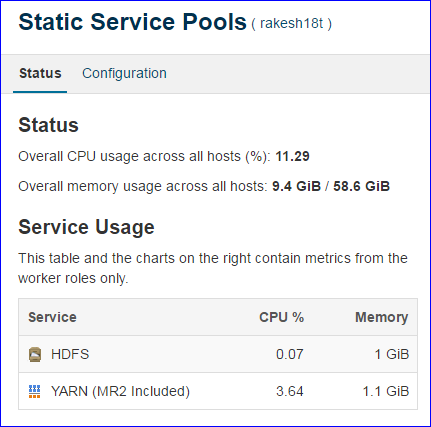 Static Service Pools ( rakesh18t )
Status Configuration
Status
Overall CPU usage across all hosts (%): 11.29
Overall memory usage across all hosts: 9.4 GiB / 58.6 GiB
Service Usage
This table and the charts on the right contain metrics from the
worker roles only.
Service CPU % Memory
HDFS 0.07 1 GiB
YARN (MR2 Included) 3.64 1.1 GiB